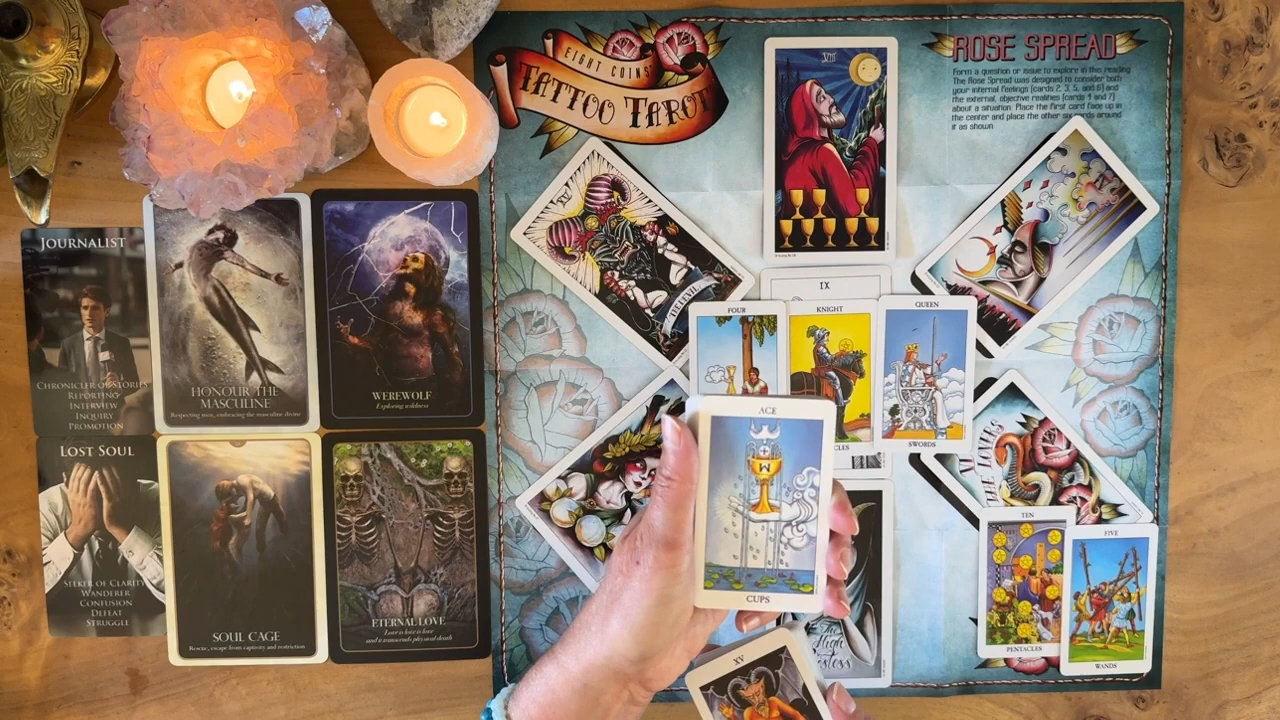 EIGHT COINS'
TATTOO TAROT
ROSE SPREAD
Form a question or issue to explore in this reading.
The Rose Spread was designed to consider both
your internal feelings (cards 2, 3, 5, and 6) and
the external, objective realities (cards 4 and 7)
about a situation. Place the first card face up in
the center and place the other six cards around
it as shown.
VIII
JOURNALIST
CHRONICLER OF STORIES
REPORTING
INTERVIEW
INQUIRY
PROMOTION
HONOUR THE
MASCULINE
Respecting men, embracing the masculine divine
WEREWOLF
Exploring wildness
LOST SOUL
SEEKER OF CLARITY
WANDERER
CONFUSION
DEFEAT
STRUGGLE
SOUL CAGE
Rescue, escape from captivity and restriction
ETERNAL LOVE
Love is love is love
and it transcends physical death
XV
THE DEVIL
IX
FOUR
KNIGHT
CLES
QUEEN
SWORDS
ACE
CUPS
THE LOVERS
TEN
PENTACLES
FIVE
WANDS
The
High
Priestess
XV